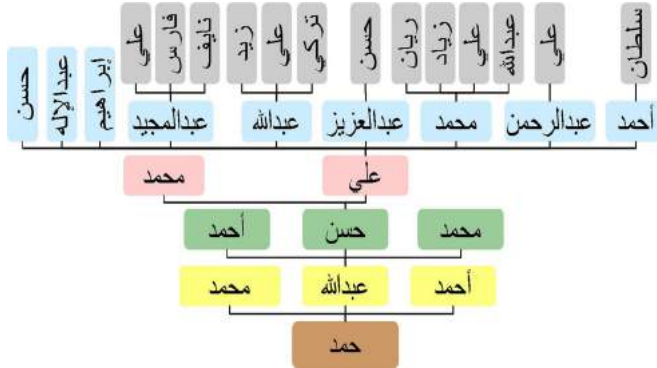 سلطان
علي
عبدالله
علي
زياد
ريان
حسن
تركي
علي
زيد
نايف
فارس
علي
أحمد
عبدالرحمن
محمد
عبدالعزيز
عبدالله
عبدالمجيد
إبراهيم
عبدالإله
حسن
علي
محمد
محمد
حسن
أحمد
أحمد
عبدالله
محمد
حمد